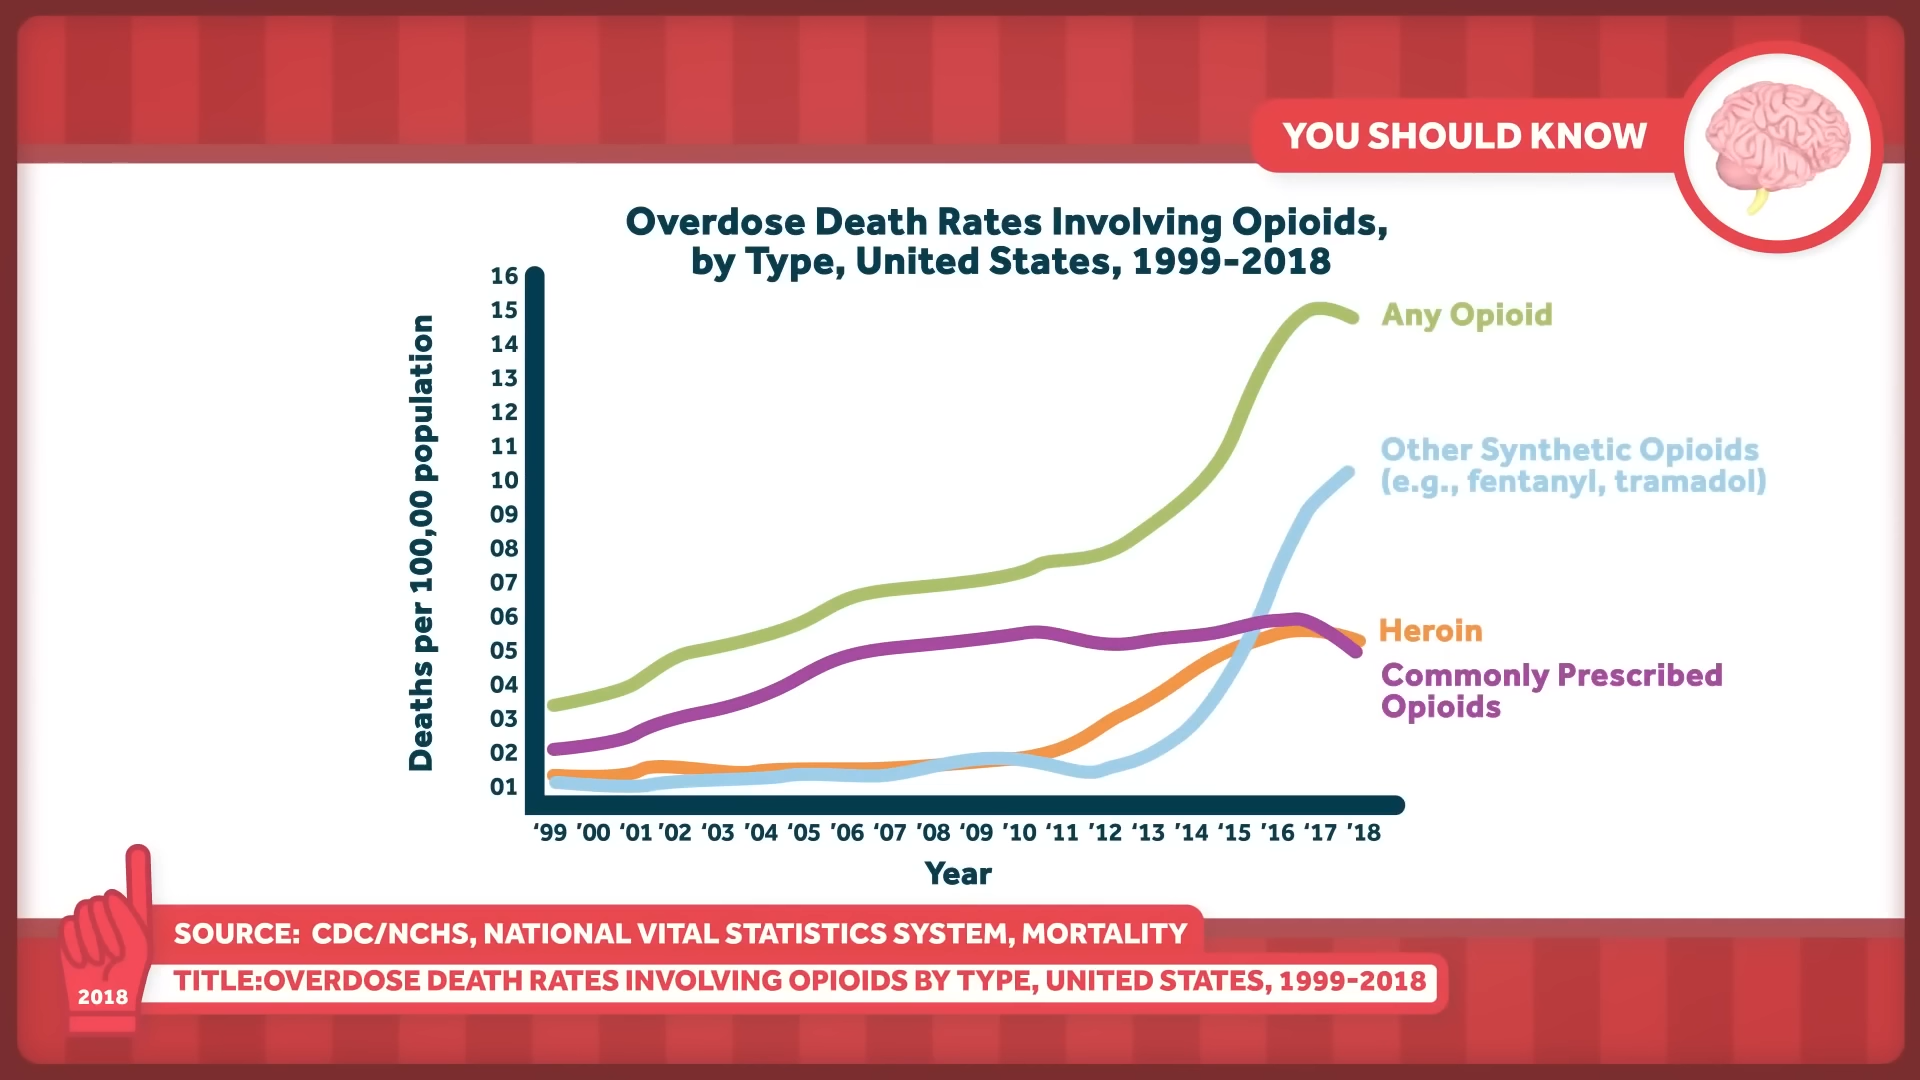 YOU SHOULD KNOW
Overdose Death Rates Involving Opioids,
by Type, United States, 1999-2018
Deaths per 100,00 population
16
15
14
13
12
11
10
09
08
07
06
05
04
03
02
01
Any Opioid
Other Synthetic Opioids
(e.g., fentanyl, tramadol)
Heroin
Commonly Prescribed
Opioids
‘99 ’00 ‘01 ’02 ‘03 ‘04 ‘05 ’06 ‘07 ’08 ‘09 ’10 ‘11 ’12 ‘13 ’14 ‘15 ’16 ‘17 ’18
Year
SOURCE: CDC/NCHS, NATIONAL VITAL STATISTICS SYSTEM, MORTALITY
TITLE:OVERDOSE DEATH RATES INVOLVING OPIOIDS BY TYPE, UNITED STATES, 1999-2018
2018